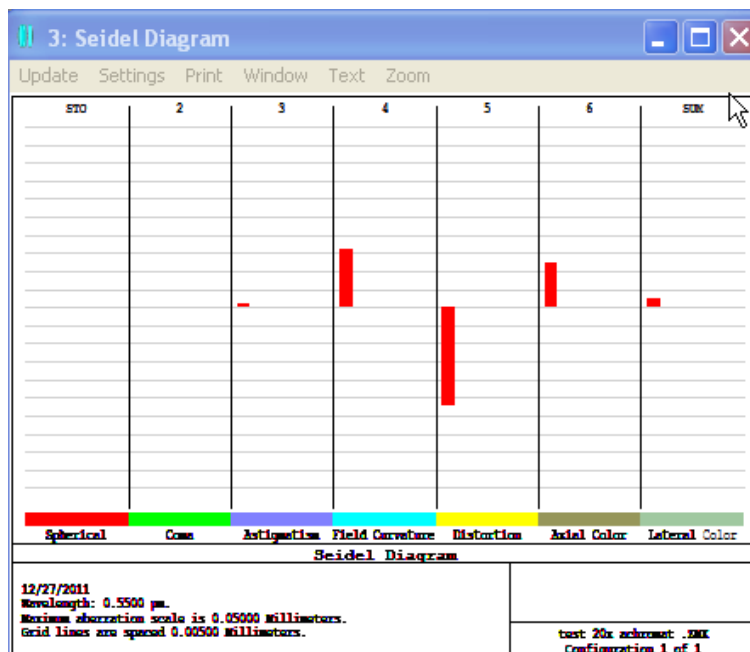 3: Seidel Diagram
Update Settings Print Window Text Zoom
STO 2 3 4 5 6 SUM
Spherical Coma Astigmatism Field Curvature Distortion Axial Color Lateral Color
Seidel Diagram
12/27/2011
Wavelength: 0.5500 µm.
Maximum aberration scale is 0.05000 Millimeters.
Grid lines are spaced 0.00500 Millimeters.
test 20x achromat .ZMX
Configuration 1 of 1